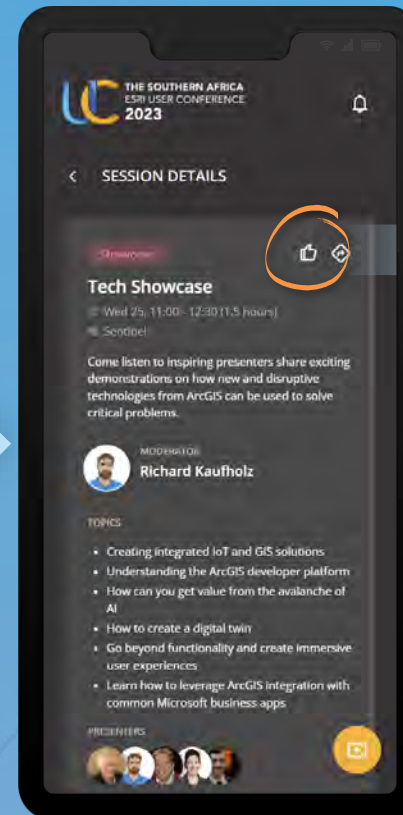 THE SOUTHERN AFRICA
ESRI USER CONFERENCE
2023
SESSION DETAILS
Showcase
Tech Showcase
Wed 25, 11:00 - 12:30 (1.5 hours)
Sentinel
Come listen to inspiring presenters share exciting
demonstrations on how new and disruptive
technologies from ArcGIS can be used to solve
critical problems.
MODERATOR
Richard Kaufholz
TOPICS
• Creating integrated IoT and GIS solutions
• Understanding the ArcGIS developer platform
• How can you get value from the avalanche of
AI
• How to create a digital twin
• Go beyond functionality and create immersive
user experiences
• Learn how to leverage ArcGIS integration with
common Microsoft business apps
PRESENTERS